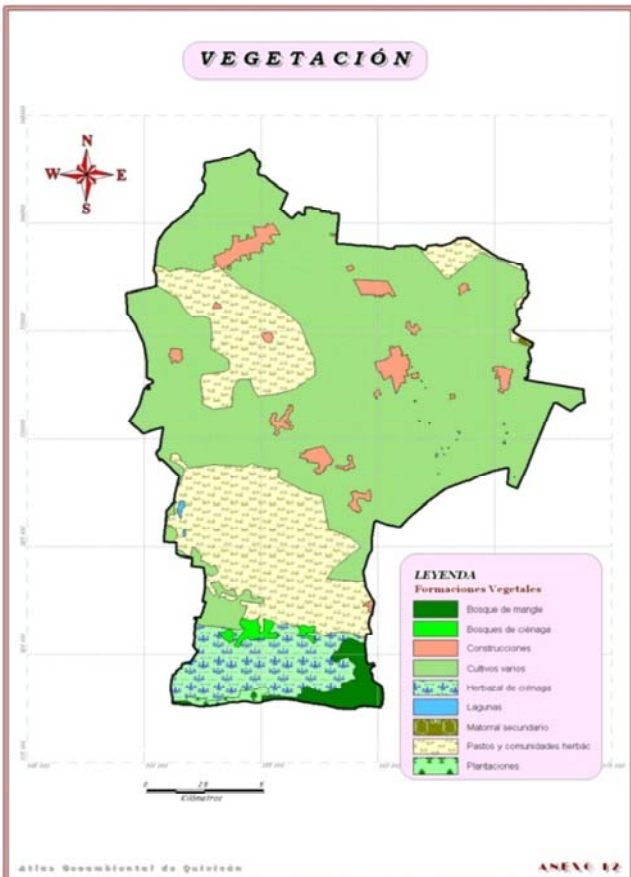 VEGETACIÓN
N
W E
S
LEYENDA
Formaciones Vegetales
Bosque de mangle
Bosques de ciénaga
Construcciones
Cultivos varios
Herbazal de ciénaga
Lagunas
Matorral secundario
Pastos y comunidades herbác
Plantaciones
Kilómetros
Atlas Geoambiental de Quivicán
ANEXO 12